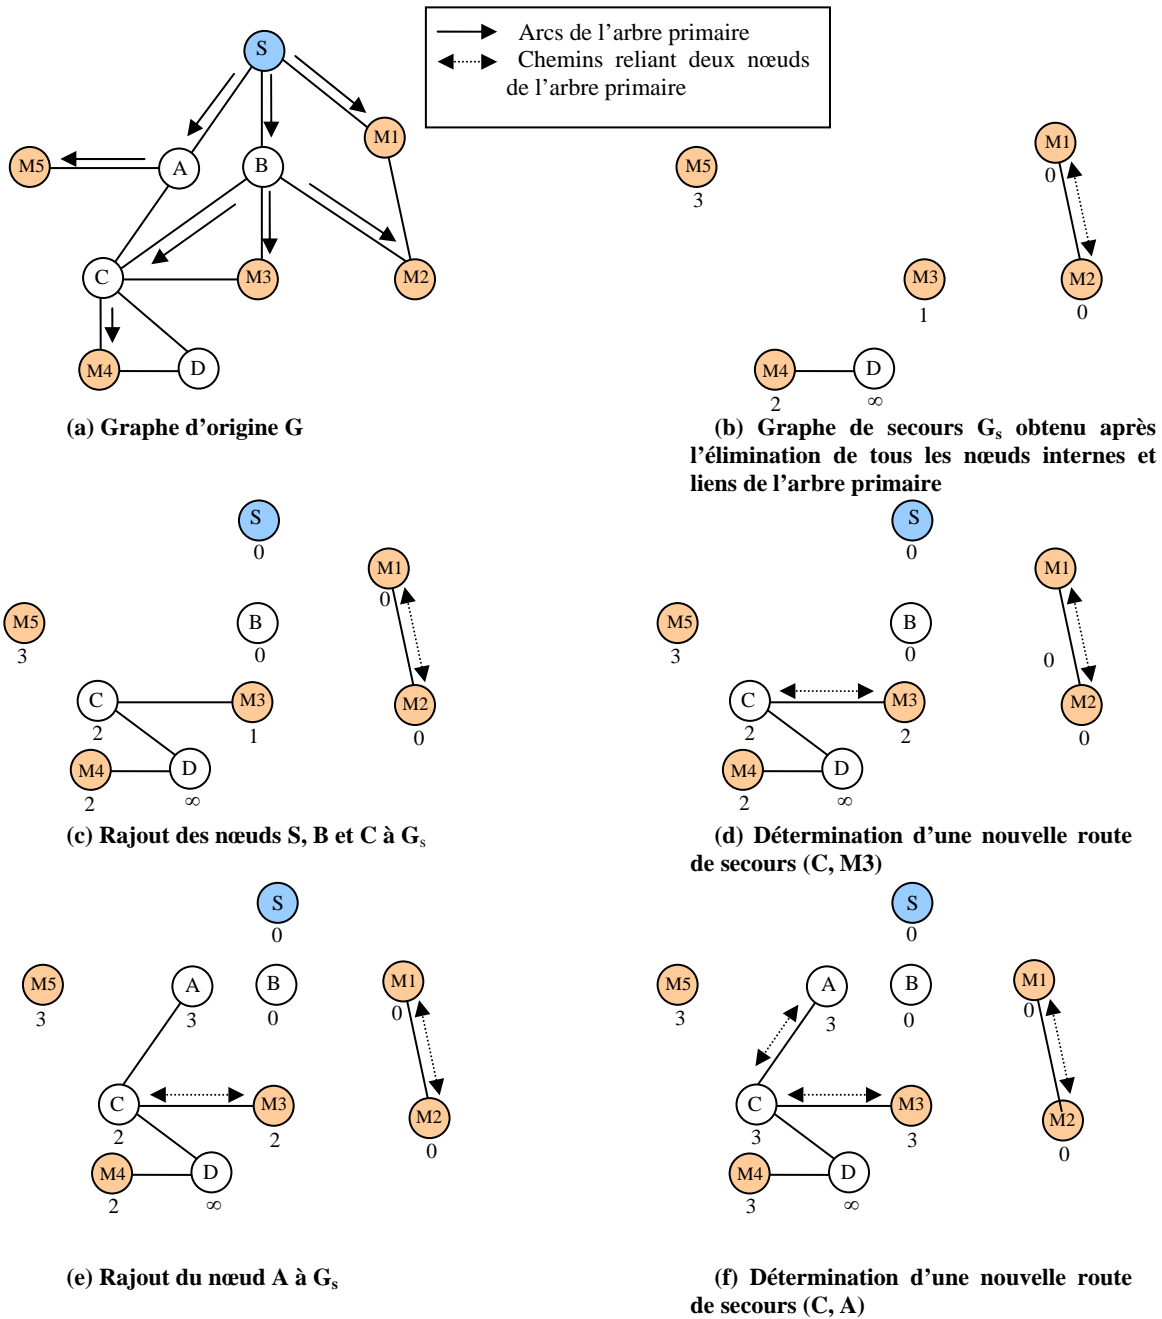 S
Arcs de l'arbre primaire
Chemins reliant deux nœuds
de l'arbre primaire
M1
M5
A
B
C
M3
M2
M4
D
(a) Graphe d'origine G
M5
3
M1
0
M3
1
M2
0
M4
2
D
∞
(b) Graphe de secours Gs obtenu après
l'élimination de tous les nœuds internes et
liens de l'arbre primaire
S
0
M1
0
M5
3
B
0
C
2
M3
1
M2
0
M4
2
D
∞
(c) Rajout des nœuds S, B et C à Gs
S
0
M1
M5
3
B
0
0
C
2
M3
2
M2
0
M4
2
D
∞
(d) Détermination d'une nouvelle route
de secours (C, M3)
S
0
M5
3
A
3
B
0
M1
0
C
2
M3
2
M2
0
M4
2
D
∞
(e) Rajout du nœud A à Gs
S
0
M5
3
A
3
B
0
M1
0
C
3
M3
3
M2
0
M4
3
D
∞
(f) Détermination d'une nouvelle route
de secours (C, A)